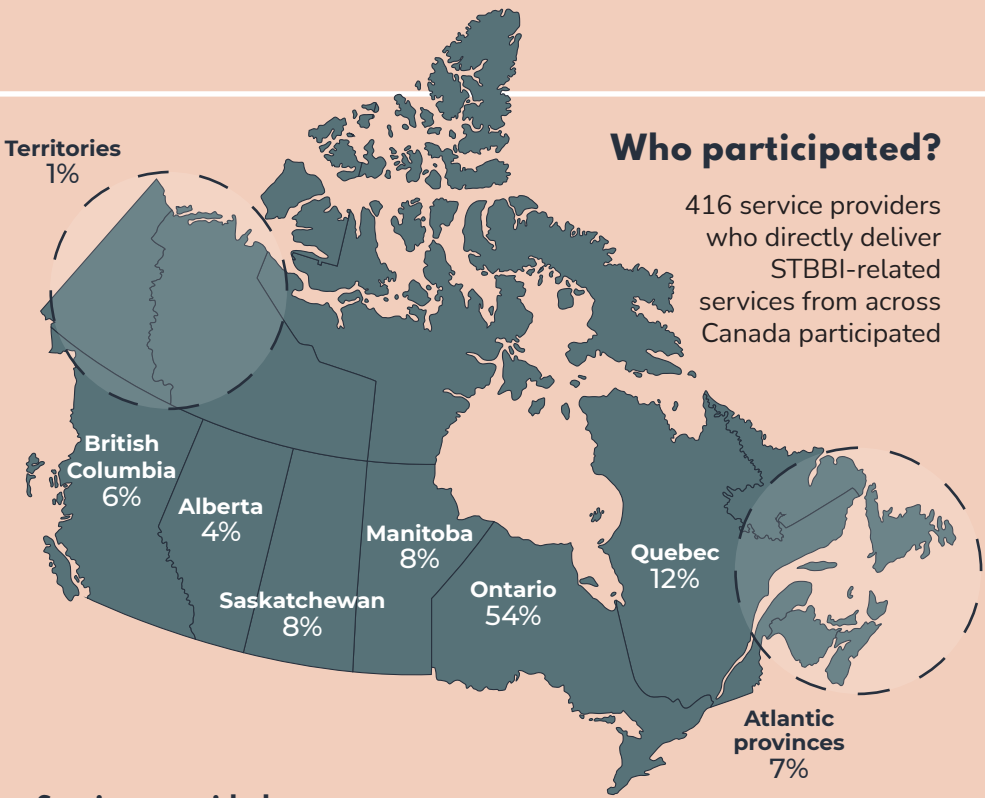 Who participated?
416 service providers
who directly deliver
STBBI-related
services from across
Canada participated
Territories
1%
British
Columbia
6%
Alberta
4%
Saskatchewan
8%
Manitoba
8%
Ontario
54%
Quebec
12%
Atlantic
provinces
7%